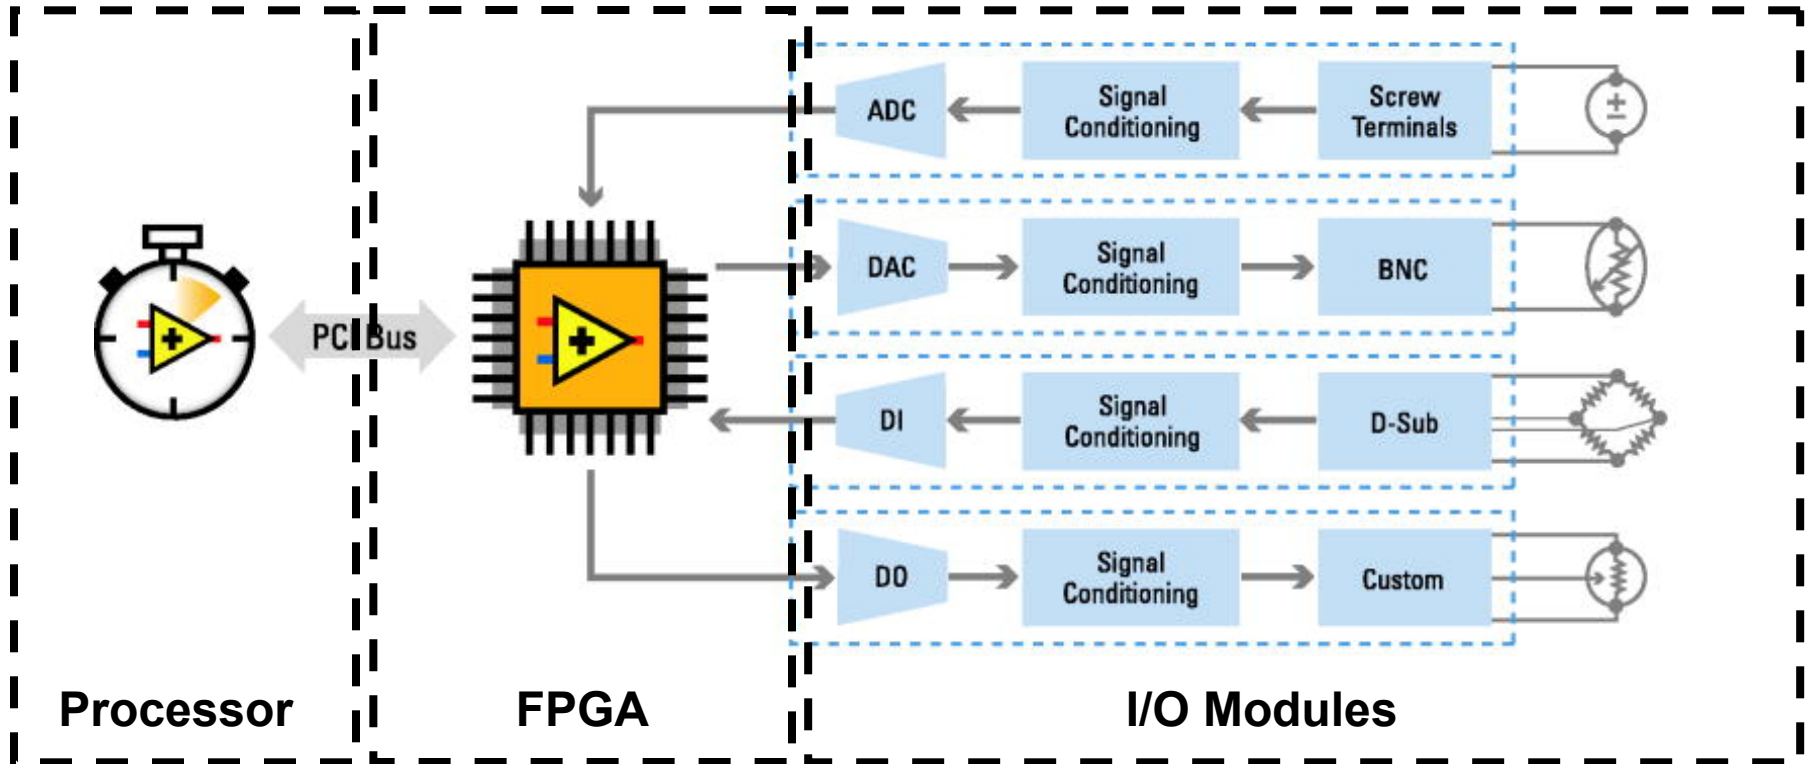 ADC
Signal
Conditioning
Screw
Terminals
DAC
Signal
Conditioning
BNC
PCI Bus
DI
Signal
Conditioning
D-Sub
DO
Signal
Conditioning
Custom
Processor
FPGA
I/O Modules